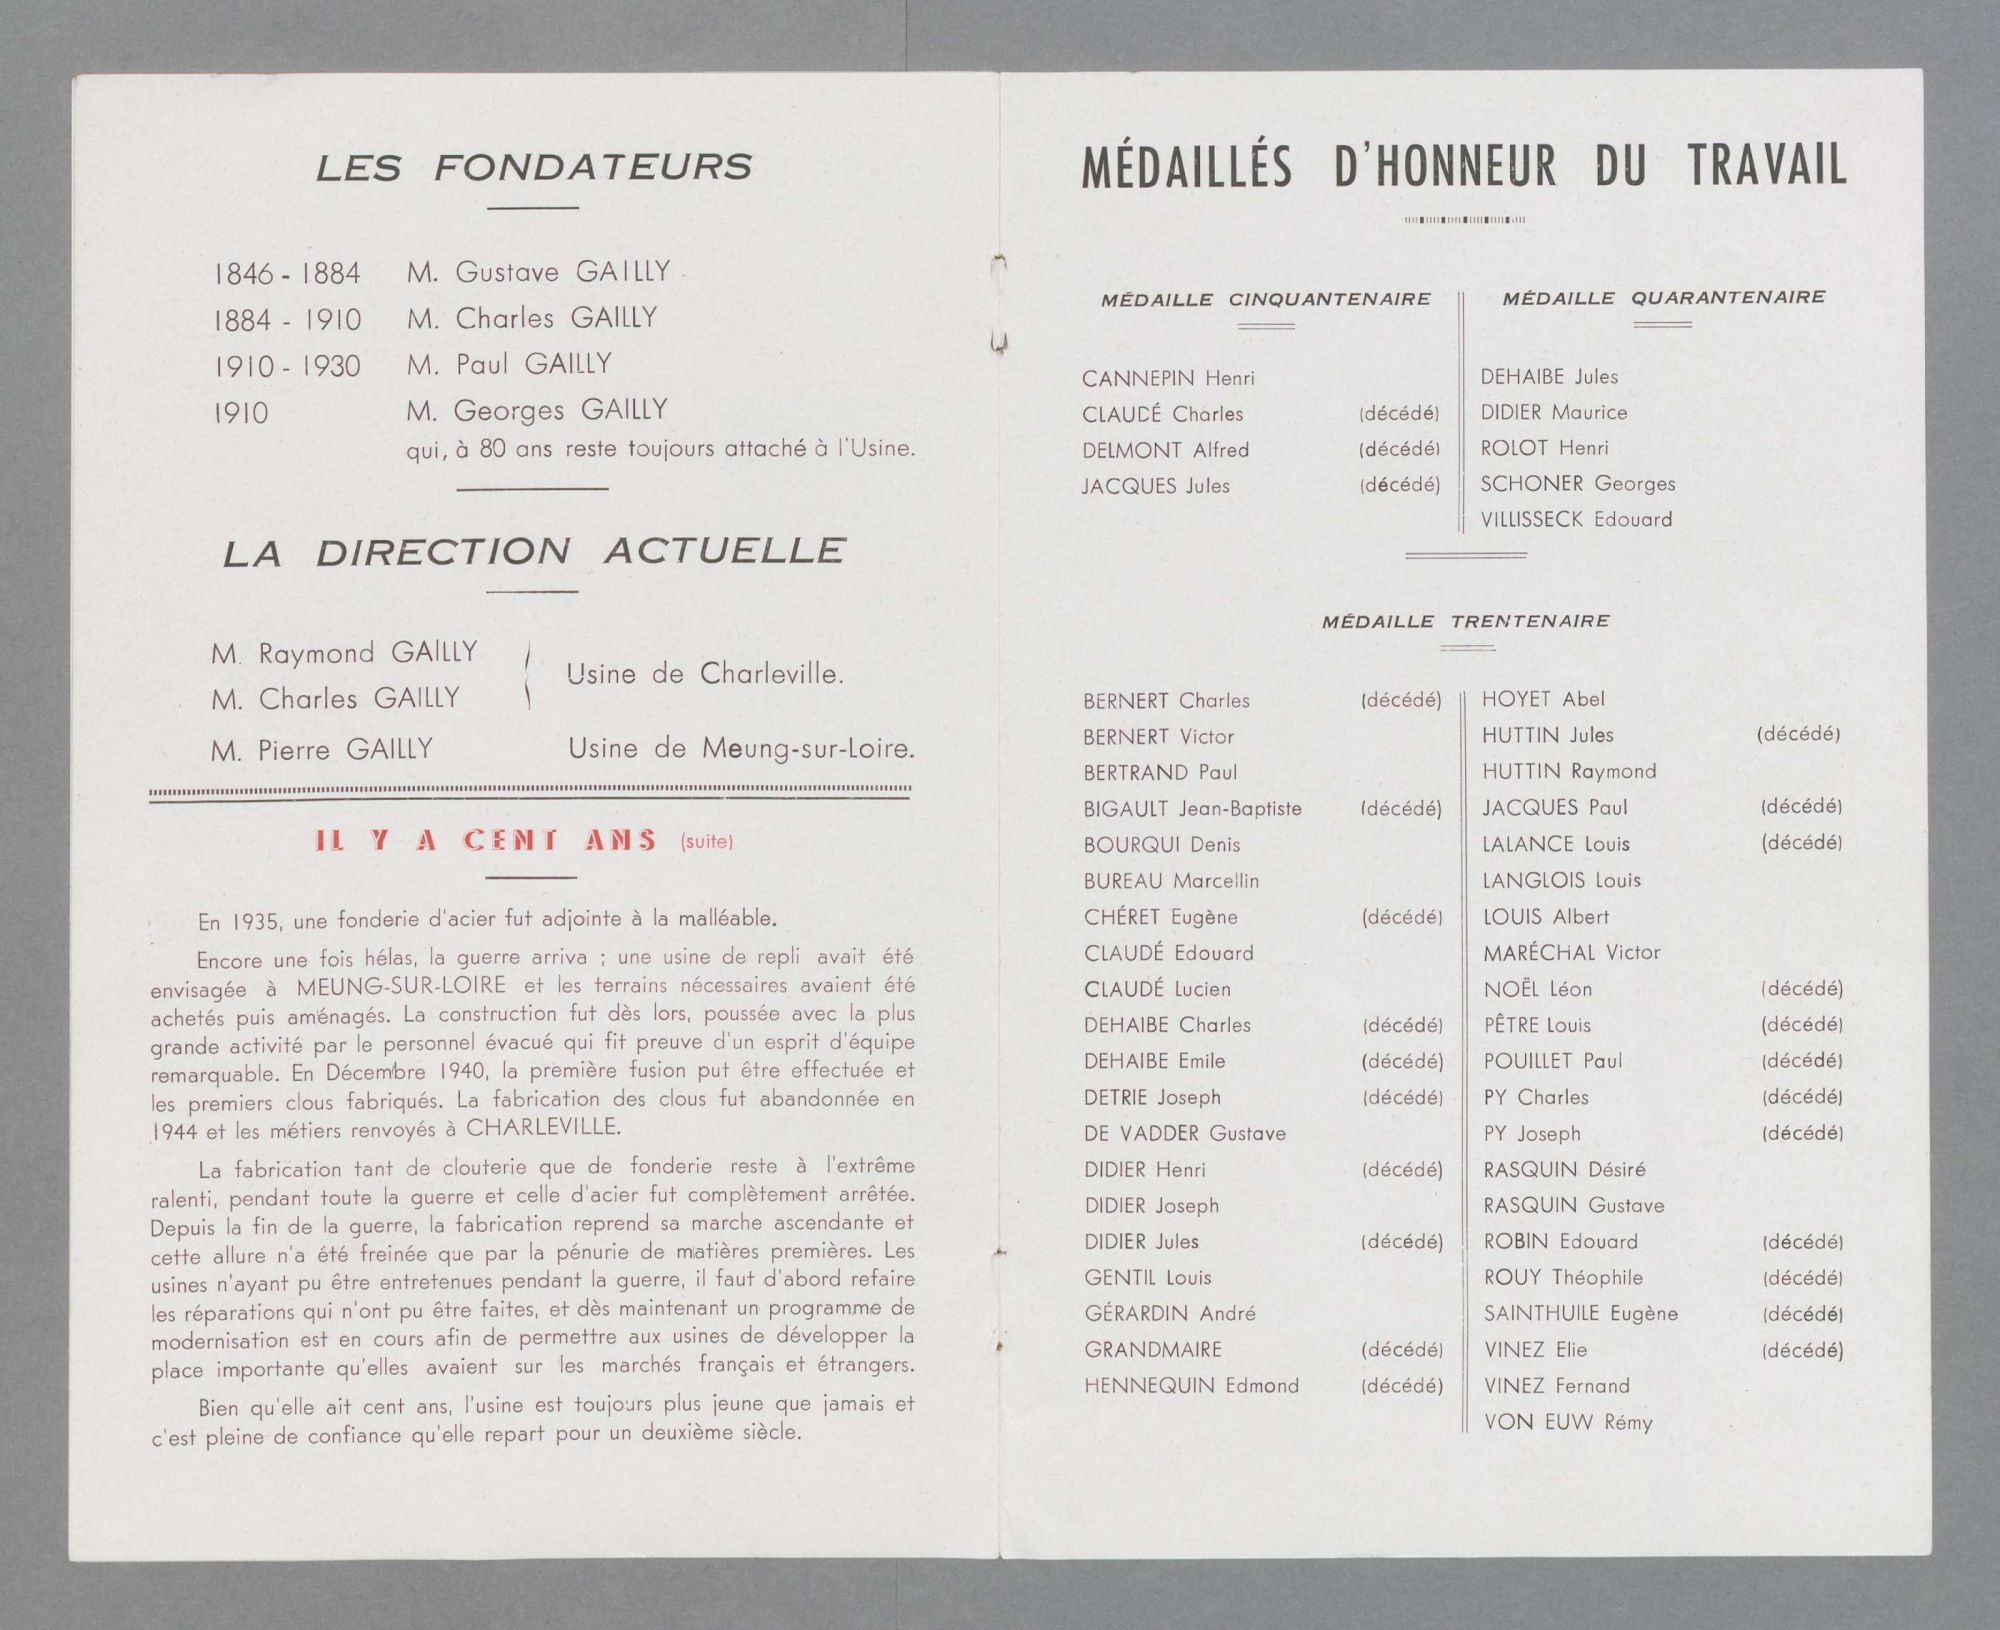 LES FONDATEURS
1846 - 1884 M. Gustave GAILLY
1884 - 1910 M. Charles GAILLY
1910 - 1930 M. Paul GAILLY
1910 M. Georges GAILLY
qui, à 80 ans reste toujours attaché à l'Usine.
LA DIRECTION ACTUELLE
M. Raymond GAILLY
M. Charles GAILLY
Usine de Charleville.
M. Pierre GAILLY Usine de Meung-sur-Loire.
IL Y A CENT ANS (suite)
En 1935, une fonderie d'acier fut adjointe à la malléable.
Encore une fois hélas, la guerre arriva ; une usine de repli avait été
envisagée à MEUNG-SUR-LOIRE et les terrains nécessaires avaient été
achetés puis aménagés. La construction fut dès lors, poussée avec la plus
grande activité par le personnel évacué qui fit preuve d'un esprit d'équipe
remarquable. En Décembre 1940, la première fusion put être effectuée et
les premiers clous fabriqués. La fabrication des clous fut abandonnée en
1944 et les métiers renvoyés à CHARLEVILLE.
La fabrication tant de clouterie que de fonderie reste à l'extrême
ralenti, pendant toute la guerre et celle d'acier fut complètement arrêtée.
Depuis la fin de la guerre, la fabrication reprend sa marche ascendante et
cette allure n'a été freinée que par la pénurie de matières premières. Les
usines n'ayant pu être entretenues pendant la guerre, il faut d'abord refaire
les réparations qui n'ont pu être faites, et dès maintenant un programme de
modernisation est en cours afin de permettre aux usines de développer la
place importante qu'elles avaient sur les marchés français et étrangers.
Bien qu'elle ait cent ans, l'usine est toujours plus jeune que jamais et
c'est pleine de confiance qu'elle repart pour un deuxième siècle.
MÉDAILLÉS D'HONNEUR DU TRAVAIL
MÉDAILLE CINQUANTENAIRE
CANNEPIN Henri
CLAUDÉ Charles (décédé)
DELMONT Alfred (décédé)
JACQUES Jules (décédé)
MÉDAILLE QUARANTENAIRE
DEHAIBE Jules
DIDIER Maurice
ROLOT Henri
SCHONER Georges
VILLISSECK Edouard
MÉDAILLE TRENTENAIRE
BERNERT Charles (décédé)
BERNERT Victor
BERTRAND Paul
BIGAULT Jean-Baptiste (décédé)
BOURQUI Denis
BUREAU Marcellin
CHÉRET Eugène (décédé)
CLAUDÉ Edouard
CLAUDÉ Lucien
DEHAIBE Charles (décédé)
DEHAIBE Emile (décédé)
DETRIE Joseph (décédé)
DE VADDER Gustave
DIDIER Henri (décédé)
DIDIER Joseph
DIDIER Jules (décédé)
GENTIL Louis
GÉRARDIN André
GRANDMAIRE (décédé)
HENNEQUIN Edmond (décédé)
HOYET Abel
HUTTIN Jules (décédé)
HUTTIN Raymond
JACQUES Paul (décédé)
LALANCE Louis (décédé)
LANGLOIS Louis
LOUIS Albert
MARÉCHAL Victor
NOËL Léon (décédé)
PÊTRE Louis (décédé)
POUILLET Paul (décédé)
PY Charles (décédé)
PY Joseph (décédé)
RASQUIN Désiré
RASQUIN Gustave
ROBIN Edouard (décédé)
ROUY Théophile (décédé)
SAINTHUILE Eugène (décédé)
VINEZ Elie (décédé)
VINEZ Fernand
VON EUW Rémy